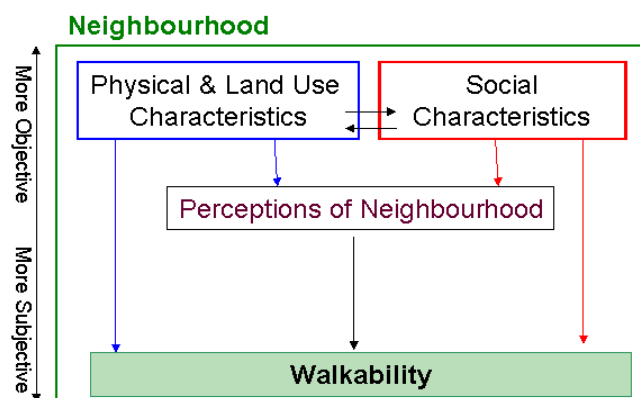 Neighbourhood
More Objective
More Subjective
Physical & Land Use
Characteristics
Social
Characteristics
Perceptions of Neighbourhood
Walkability